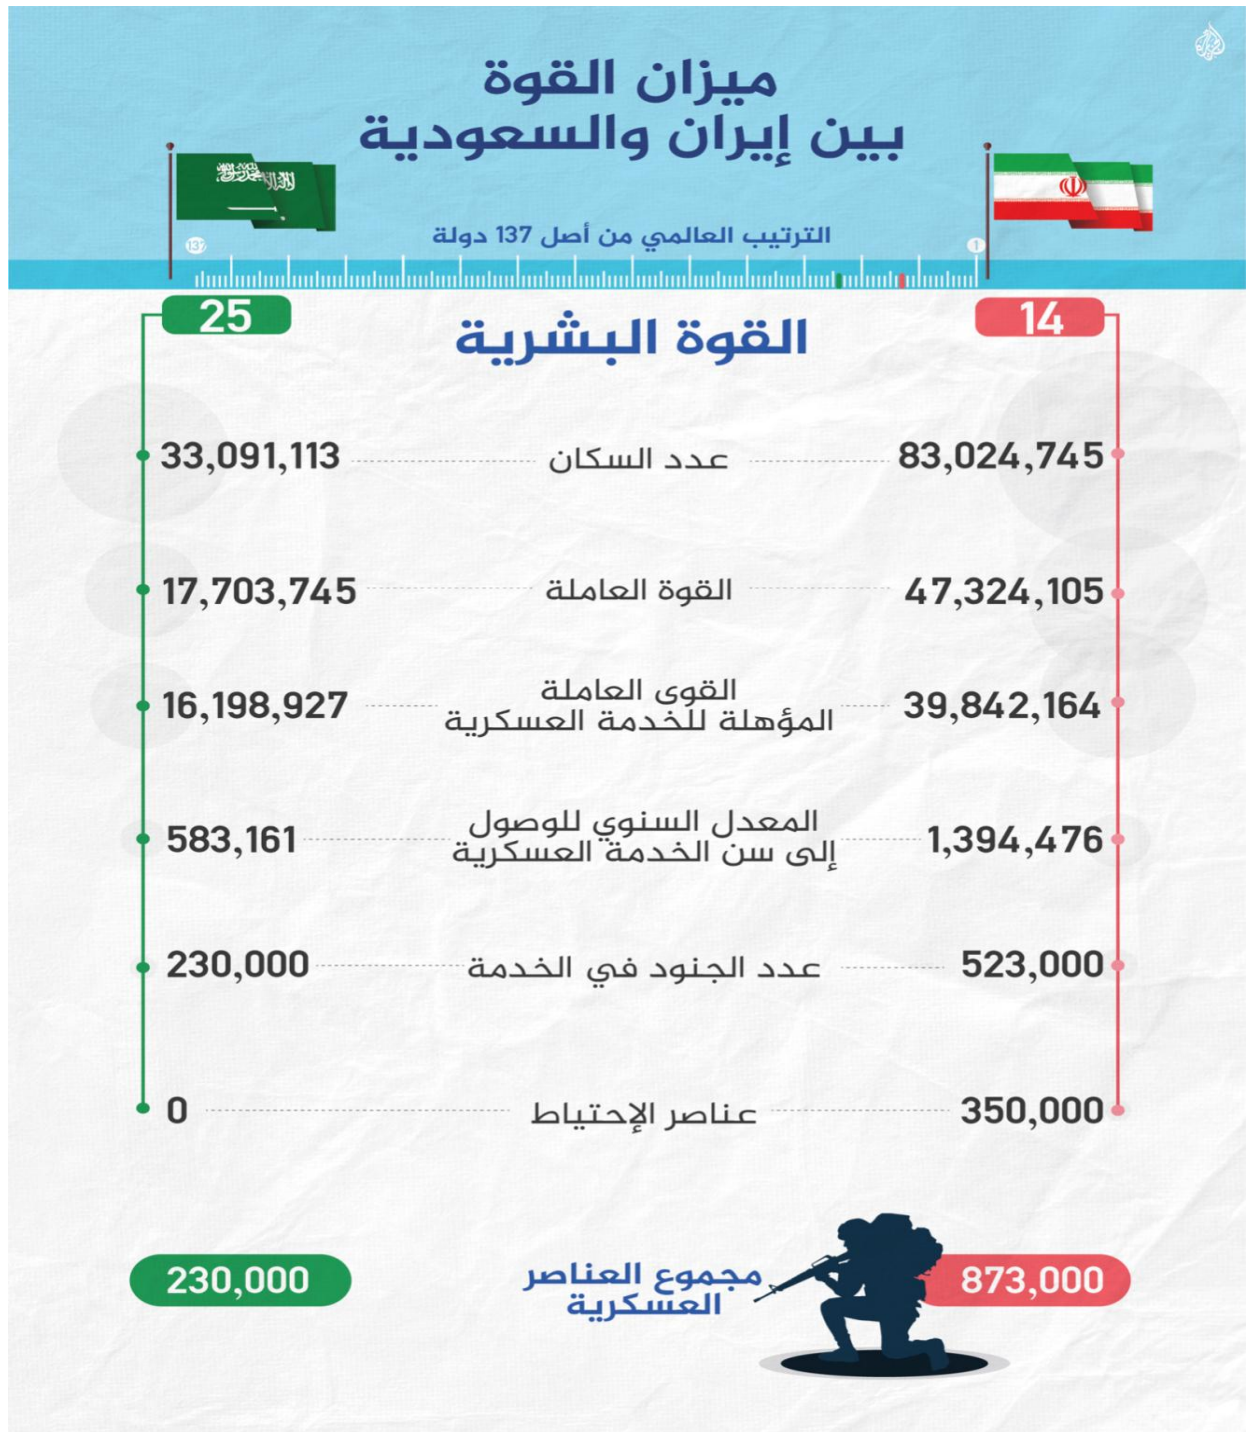 ميزان القوة
بين إيران والسعودية
الترتيب العالمي من أصل 137 دولة
1
137
14
القوة البشرية
25
83,024,745
عدد السكان
33,091,113
47,324,105
القوة العاملة
17,703,745
39,842,164
القوى العاملة
المؤهلة للخدمة العسكرية
16,198,927
1,394,476
المعدل السنوي للوصول
إلى سن الخدمة العسكرية
583,161
523,000
عدد الجنود في الخدمة
230,000
350,000
عناصر الإحتياط
0
873,000
مجموع العناصر
العسكرية
230,000